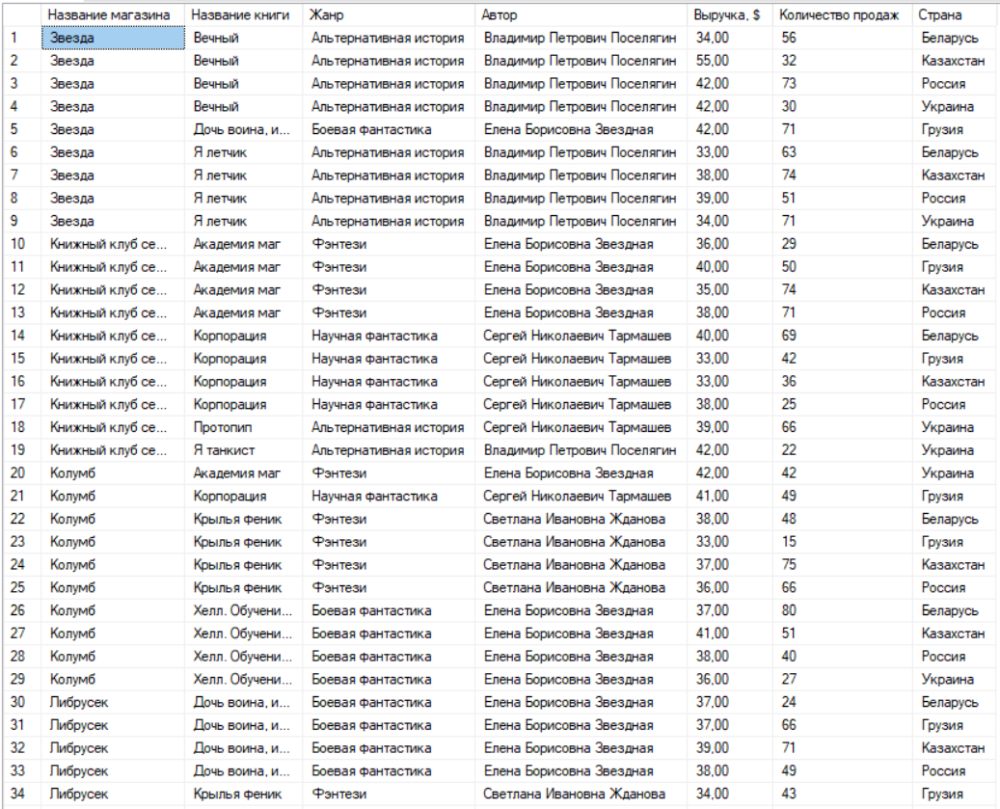 Название магазина Название книги Жанр Автор Выручка, $ Количество продаж Страна
1 Звезда Вечный Альтернативная история Владимир Петрович Поселягин 34,00 56 Беларусь
2 Звезда Вечный Альтернативная история Владимир Петрович Поселягин 55,00 32 Казахстан
3 Звезда Вечный Альтернативная история Владимир Петрович Поселягин 42,00 73 Россия
4 Звезда Вечный Альтернативная история Владимир Петрович Поселягин 42,00 30 Украина
5 Звезда Дочь воина, и... Боевая фантастика Елена Борисовна Звездная 42,00 71 Грузия
6 Звезда Я летчик Альтернативная история Владимир Петрович Поселягин 33,00 63 Беларусь
7 Звезда Я летчик Альтернативная история Владимир Петрович Поселягин 38,00 74 Казахстан
8 Звезда Я летчик Альтернативная история Владимир Петрович Поселягин 39,00 51 Россия
9 Звезда Я летчик Альтернативная история Владимир Петрович Поселягин 34,00 71 Украина
10 Книжный клуб се... Академия маг Фэнтези Елена Борисовна Звездная 36,00 29 Беларусь
11 Книжный клуб се... Академия маг Фэнтези Елена Борисовна Звездная 40,00 50 Грузия
12 Книжный клуб се... Академия маг Фэнтези Елена Борисовна Звездная 35,00 74 Казахстан
13 Книжный клуб се... Академия маг Фэнтези Елена Борисовна Звездная 38,00 71 Россия
14 Книжный клуб се... Корпорация Научная фантастика Сергей Николаевич Тармашев 40,00 69 Беларусь
15 Книжный клуб се... Корпорация Научная фантастика Сергей Николаевич Тармашев 33,00 42 Грузия
16 Книжный клуб се... Корпорация Научная фантастика Сергей Николаевич Тармашев 33,00 36 Казахстан
17 Книжный клуб се... Корпорация Научная фантастика Сергей Николаевич Тармашев 38,00 25 Россия
18 Книжный клуб се... Протопип Альтернативная история Сергей Николаевич Тармашев 39,00 66 Украина
19 Книжный клуб се... Я танкист Альтернативная история Владимир Петрович Поселягин 42,00 22 Украина
20 Колумб Академия маг Фэнтези Елена Борисовна Звездная 42,00 42 Украина
21 Колумб Корпорация Научная фантастика Сергей Николаевич Тармашев 41,00 49 Грузия
22 Колумб Крылья феник Фэнтези Светлана Ивановна Жданова 38,00 48 Беларусь
23 Колумб Крылья феник Фэнтези Светлана Ивановна Жданова 33,00 15 Грузия
24 Колумб Крылья феник Фэнтези Светлана Ивановна Жданова 37,00 75 Казахстан
25 Колумб Крылья феник Фэнтези Светлана Ивановна Жданова 36,00 66 Россия
26 Колумб Хелл. Обучени... Боевая фантастика Елена Борисовна Звездная 37,00 80 Беларусь
27 Колумб Хелл. Обучени... Боевая фантастика Елена Борисовна Звездная 41,00 51 Казахстан
28 Колумб Хелл. Обучени... Боевая фантастика Елена Борисовна Звездная 38,00 40 Россия
29 Колумб Хелл. Обучени... Боевая фантастика Елена Борисовна Звездная 36,00 27 Украина
30 Либрусек Дочь воина, и... Боевая фантастика Елена Борисовна Звездная 37,00 24 Беларусь
31 Либрусек Дочь воина, и... Боевая фантастика Елена Борисовна Звездная 37,00 66 Грузия
32 Либрусек Дочь воина, и... Боевая фантастика Елена Борисовна Звездная 39,00 71 Казахстан
33 Либрусек Дочь воина, и... Боевая фантастика Елена Борисовна Звездная 38,00 49 Россия
34 Либрусек Крылья феник Фэнтези Светлана Ивановна Жданова 34,00 43 Грузия